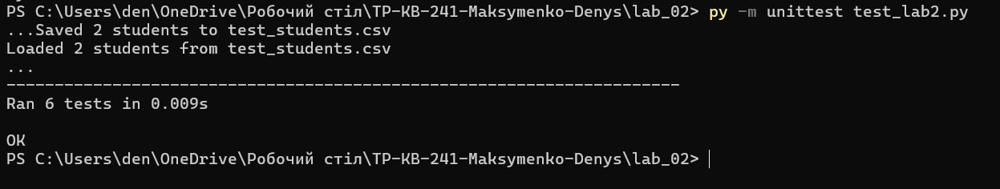 PS C:\Users\den\OneDrive\Робочий стіл\TP-KB-241-Maksymenko-Denys\lab_02> py -m unittest test_lab2.py
...Saved 2 students to test_students.csv
Loaded 2 students from test_students.csv
...
----------------------------------------------------------------------
Ran 6 tests in 0.009s

OK
PS C:\Users\den\OneDrive\Робочий стіл\TP-KB-241-Maksymenko-Denys\lab_02>